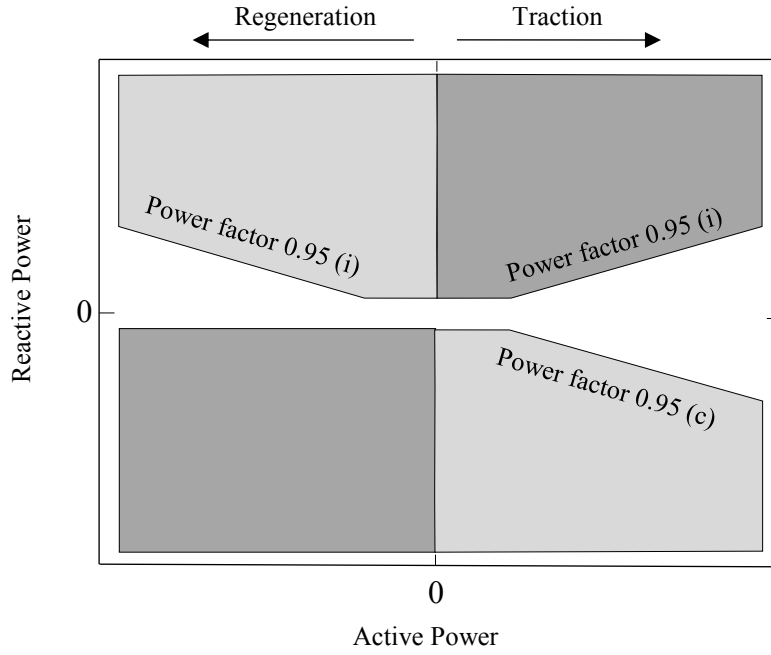 Regeneration
Traction
Power factor 0.95 (i)
Power factor 0.95 (i)
Reactive Power
0
Power factor 0.95 (c)
0
Active Power